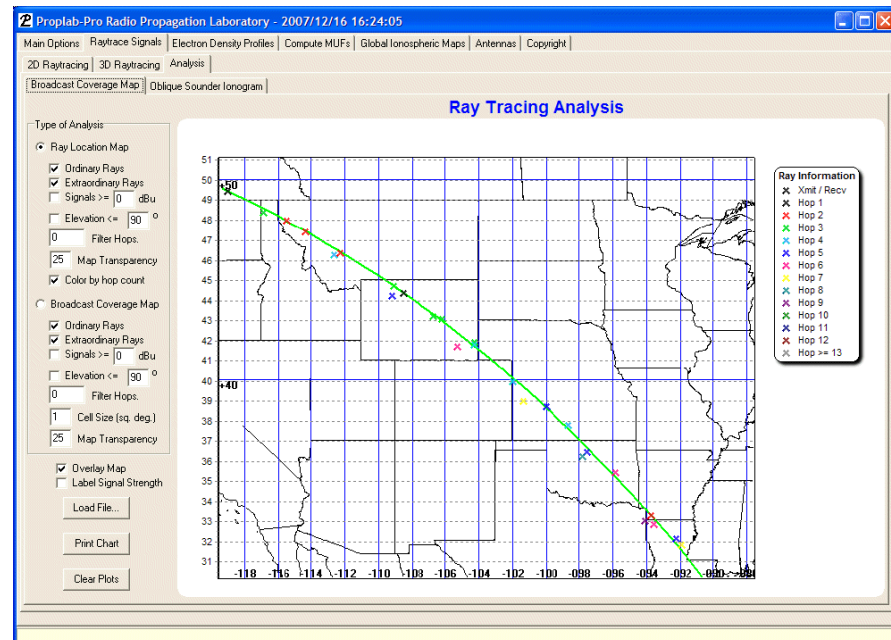 Proplab-Pro Radio Propagation Laboratory - 2007/12/16 16:24:05
Main Options Raytrace Signals Electron Density Profiles Compute MUFs Global Ionospheric Maps Antennas Copyright
2D Raytracing 3D Raytracing Analysis
Broadcast Coverage Map Oblique Sounder Ionogram
Ray Tracing Analysis
Type of Analysis
Ray Location Map
Ordinary Rays
Extraordinary Rays
Signals >= 0 dBu
Elevation <= 90 º
0 Filter Hops.
25 Map Transparency
Color by hop count
Broadcast Coverage Map
Ordinary Rays
Extraordinary Rays
Signals >= 0 dBu
Elevation <= 90 º
0 Filter Hops.
1 Cell Size (sq. deg.)
25 Map Transparency
Overlay Map
Label Signal Strength
Load File...
Print Chart
Clear Plots
51
50
49
48
47
46
45
44
43
42
41
40
39
38
37
36
35
34
33
32
31
+50
+40
-118 -116 -114 -112 -110 -108 -106 -104 -102 -100 -098 -096 -094 -092
Ray Information
Xmit / Recv
Hop 1
Hop 2
Hop 3
Hop 4
Hop 5
Hop 6
Hop 7
Hop 8
Hop 9
Hop 10
Hop 11
Hop 12
Hop >= 13